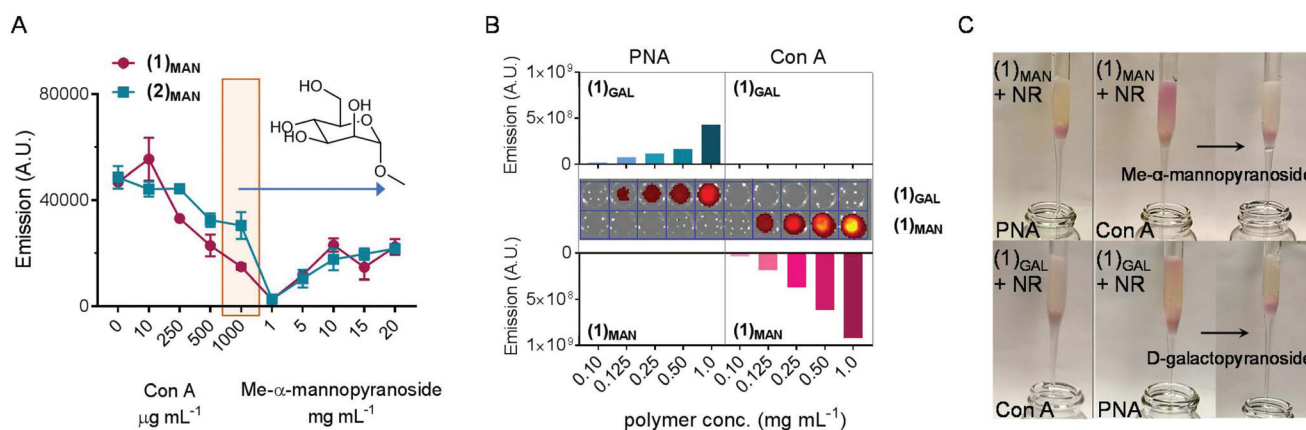 A
(1)MAN
(2)MAN
80000
60000
40000
20000
0
Emission (A.U.)
HO
OH
HO
HO
O
O
0 10 250 500 1000 1 5 10 15 20
Con A
μg mL⁻¹
Me-α-mannopyranoside
mg mL⁻¹
B
PNA Con A
1×10⁹
5×10⁸
0
Emission (A.U.)
(1)GAL (1)GAL
(1)GAL
(1)MAN
0
5×10⁸
1×10⁹
Emission (A.U.)
(1)MAN (1)MAN
0.10 0.125 0.25 0.50 1.0 0.10 0.125 0.25 0.50 1.0
polymer conc. (mg mL⁻¹)
C
(1)MAN + NR
(1)MAN + NR
Me-α-mannopyranoside
PNA Con A
(1)GAL + NR
(1)GAL + NR
D-galactopyranoside
Con A PNA